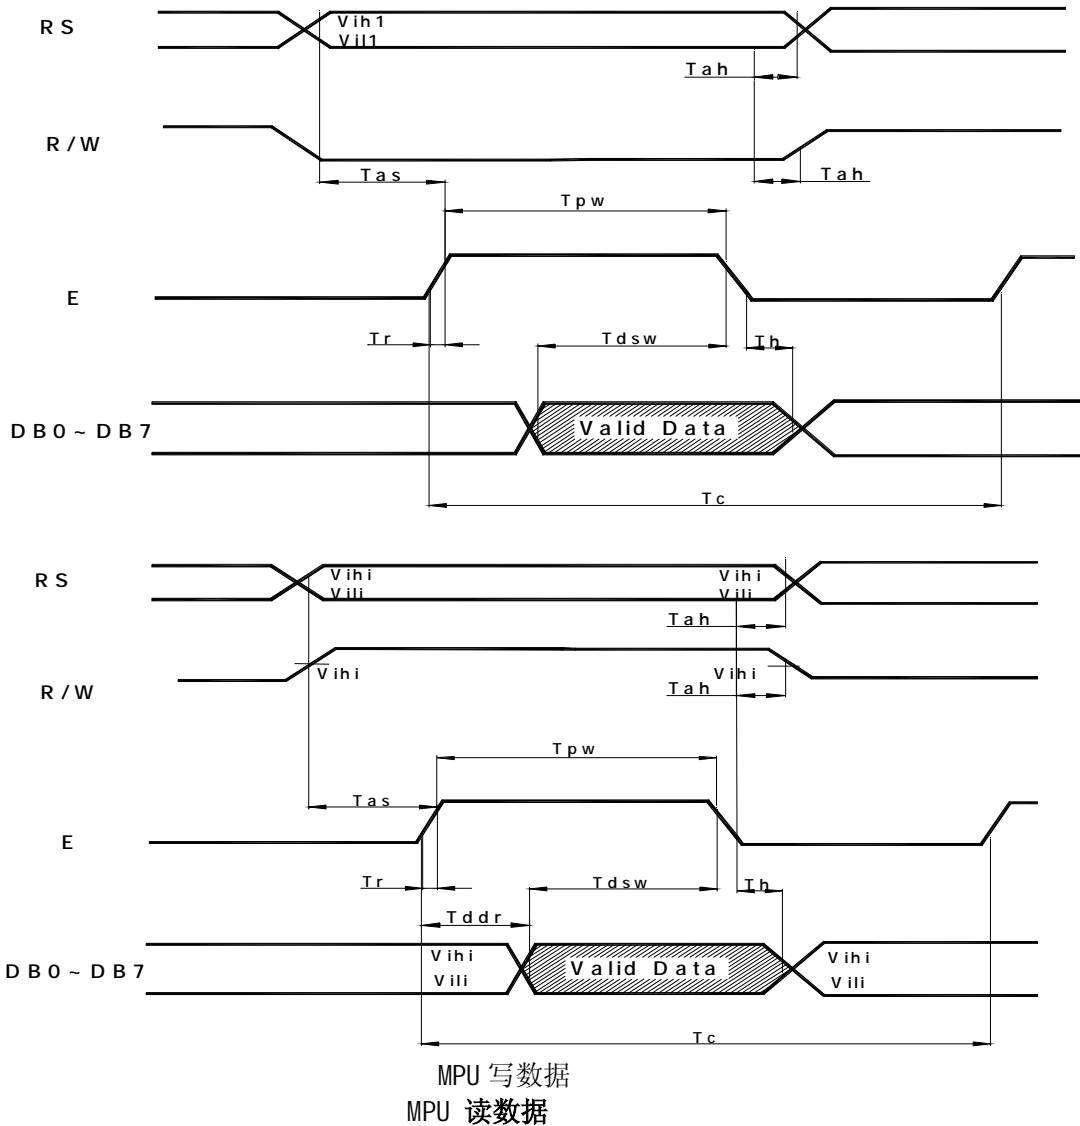 RS
Vih1
Vil1
Tah
R/W
Tas
Tah
Tpw
E
Tr
Tdsw
Th
DB0~DB7
Valid Data
Tc
RS
Vihi
Vihi
Vili
Vili
Tah
R/W
Vihi
Vihi
Tah
Tpw
Tas
E
Tr
Tdsw
Th
Tddr
DB0~DB7
Vihi
Valid Data
Vihi
Vili
Vili
Tc
MPU 写数据
MPU 读数据